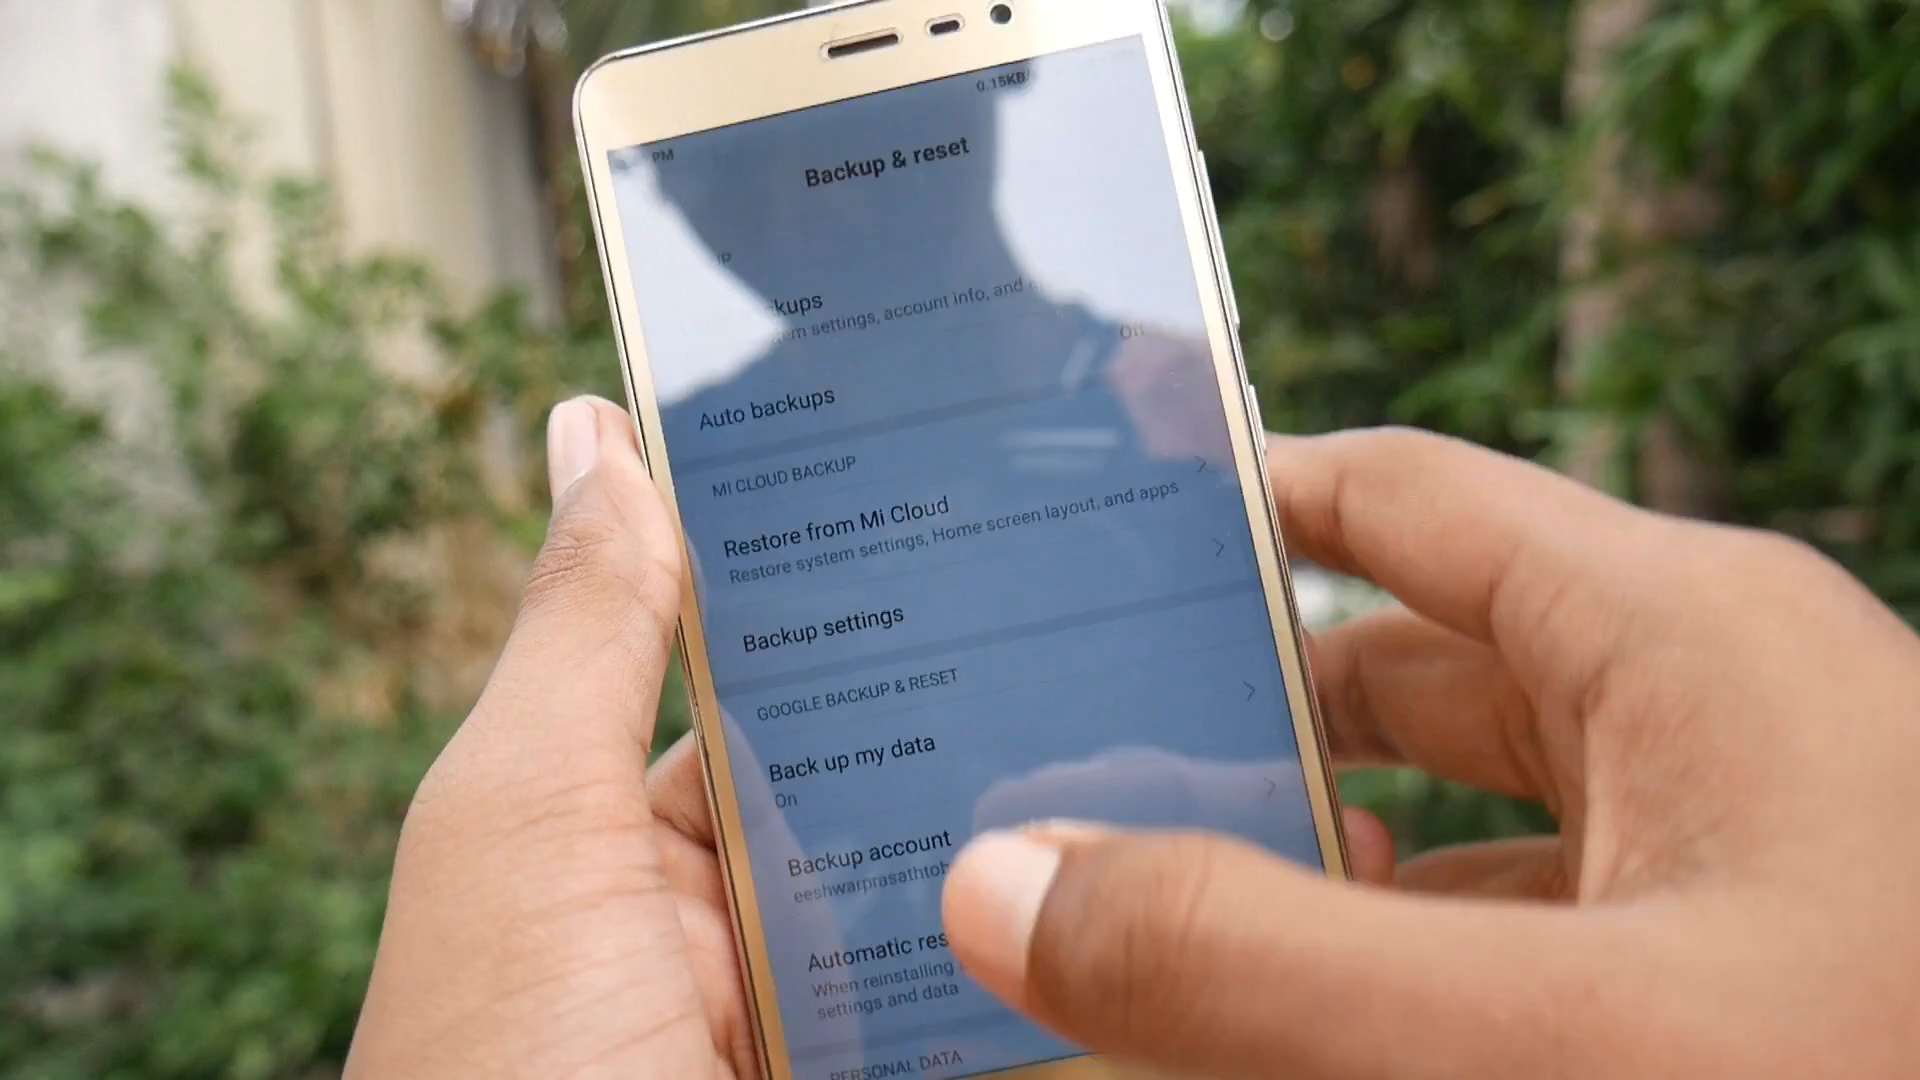 0.15KB/
PM
Backup & reset
settings, account info, and
Off
Auto backups
MI CLOUD BACKUP
Restore from Mi Cloud
Restore system settings, Home screen layout, and apps
Backup settings
GOOGLE BACKUP & RESET
Back up my data
On
Backup account
eeshwarprasathtob
Automatic res
When reinstalling
settings and data
PERSONAL DATA